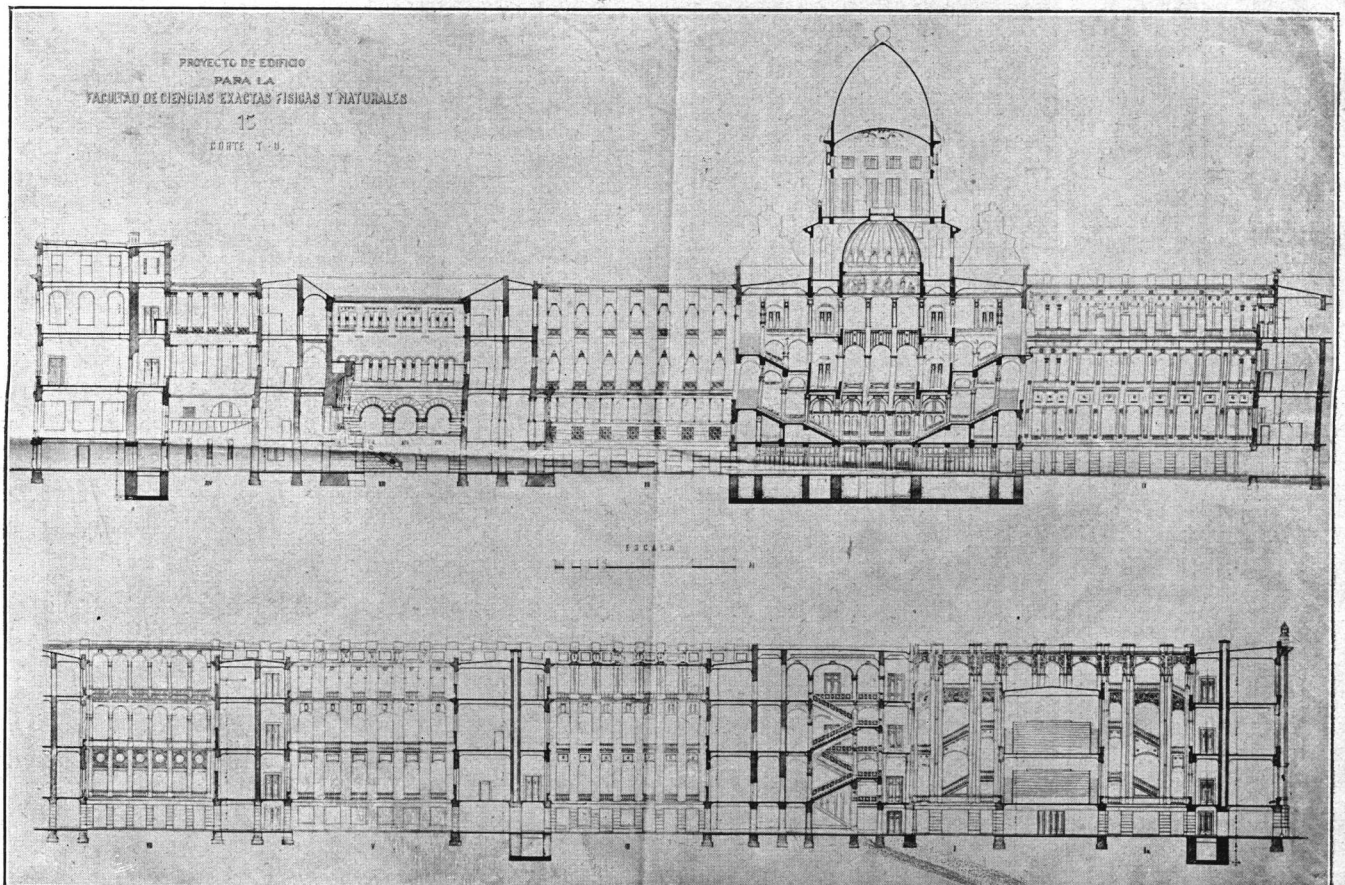 PROYECTO DE EDIFICIO
PARA LA
FACULTAD DE CIENCIAS EXACTAS FISICAS Y NATURALES
15
CORTE T-U.
ESCALA